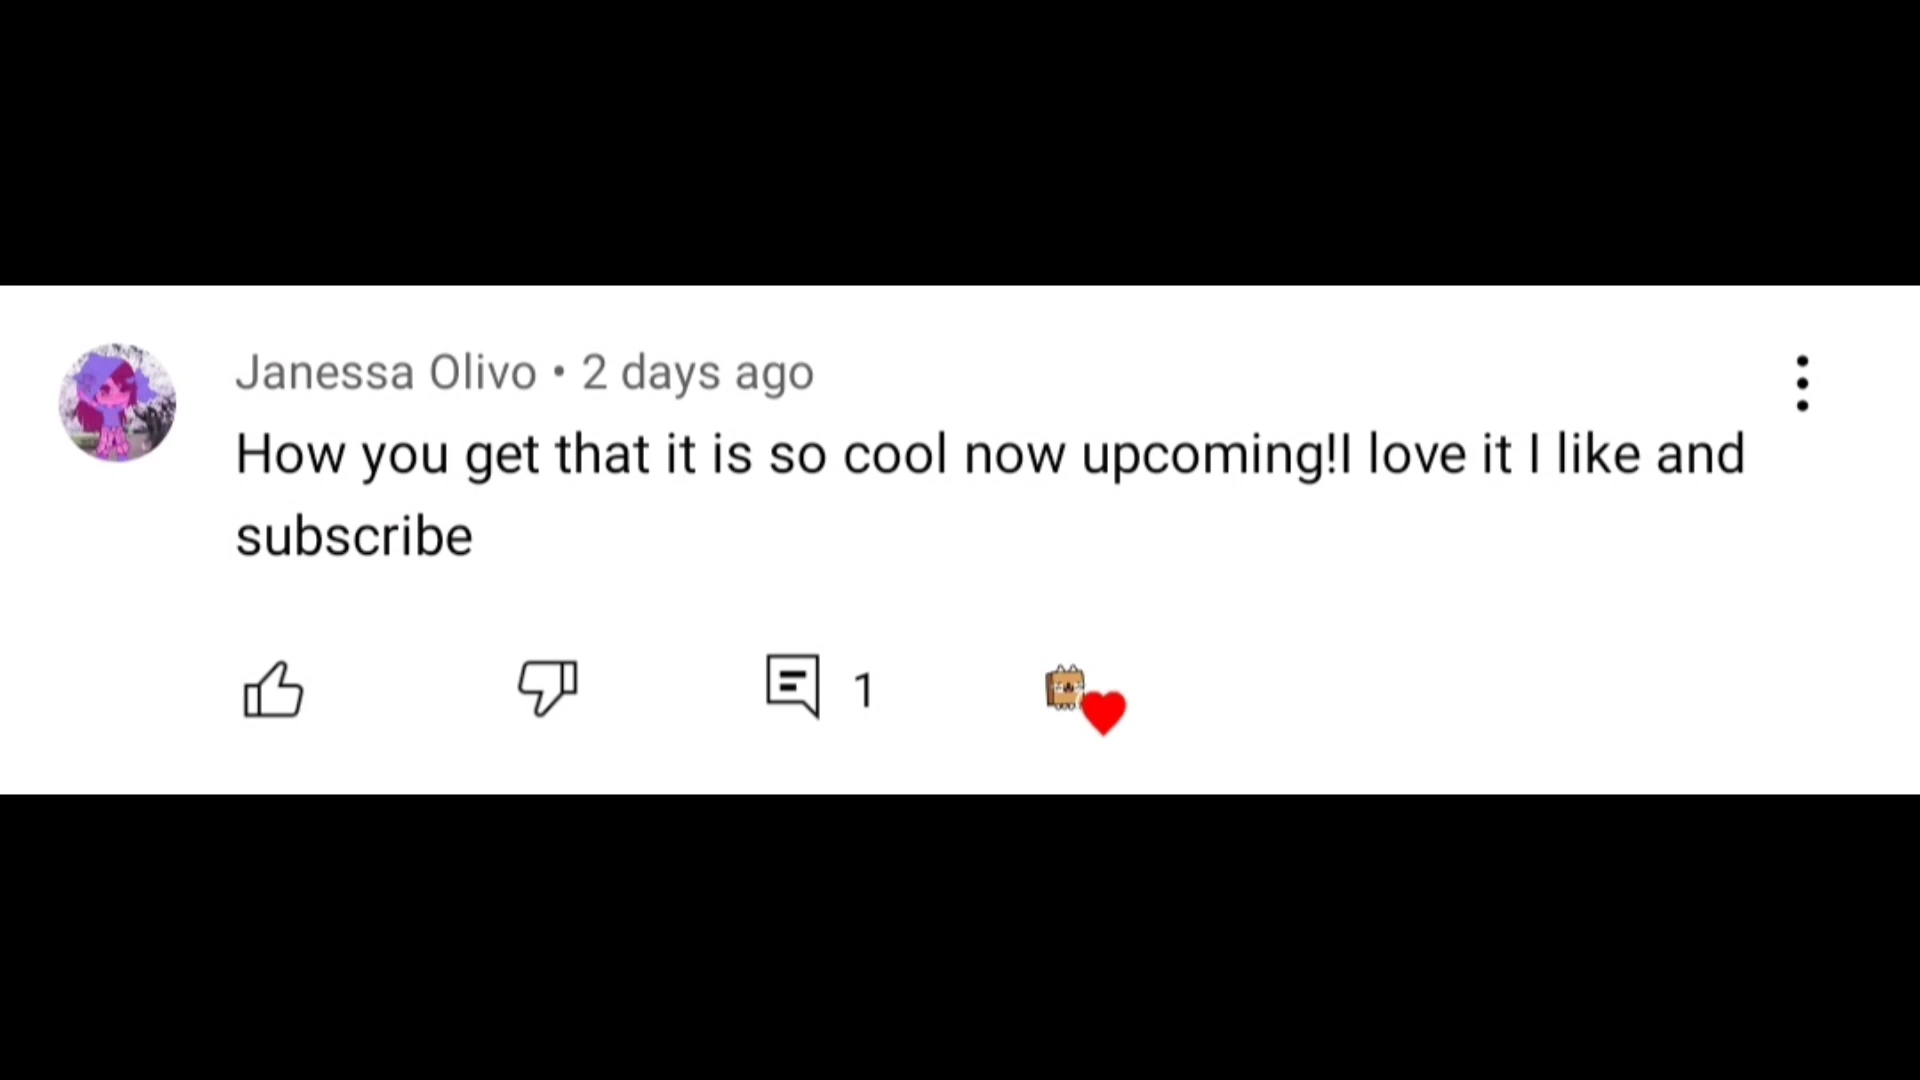 Janessa Olivo • 2 days ago
How you get that it is so cool now upcoming!I love it I like and
subscribe
1